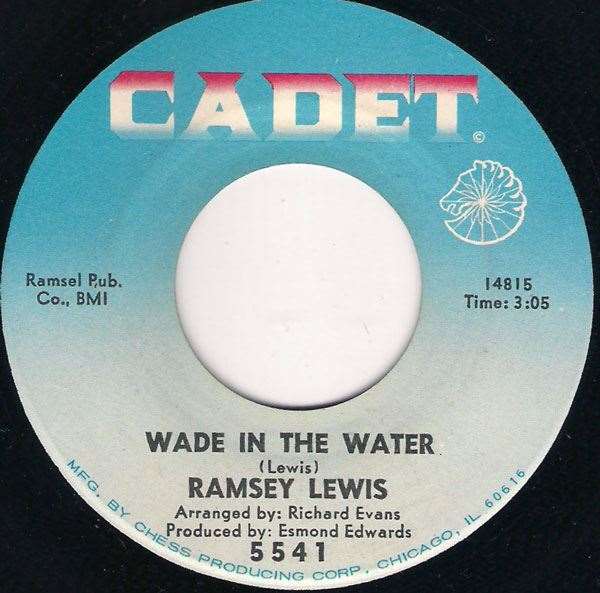 CADET
©
Ramsel Pub.
Co., BMI
14815
Time: 3:05
WADE IN THE WATER
(Lewis)
RAMSEY LEWIS
Arranged by: Richard Evans
Produced by: Esmond Edwards
5541
MFG. BY CHESS PRODUCING CORP., CHICAGO, IL 60616